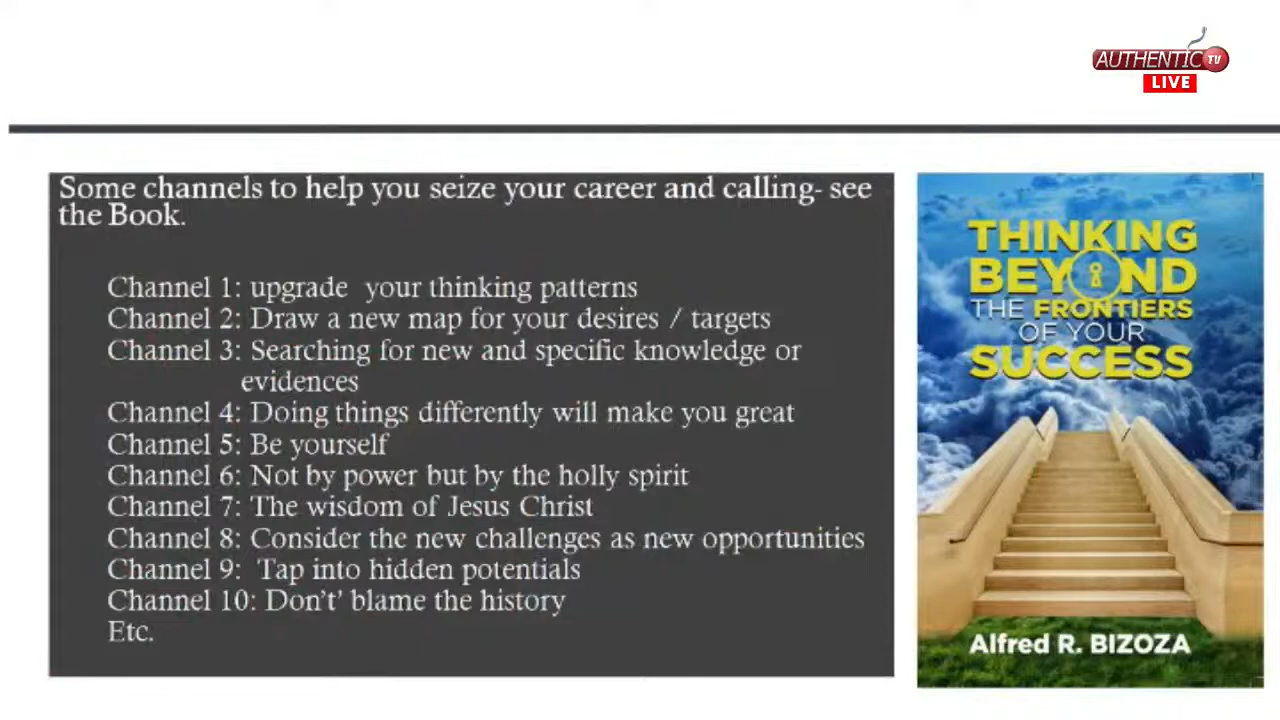 AUTHENTIC TV
LIVE
Some channels to help you seize your career and calling- see
the Book.
Channel 1: upgrade your thinking patterns
Channel 2: Draw a new map for your desires / targets
Channel 3: Searching for new and specific knowledge or
evidences
Channel 4: Doing things differently will make you great
Channel 5: Be yourself
Channel 6: Not by power but by the holly spirit
Channel 7: The wisdom of Jesus Christ
Channel 8: Consider the new challenges as new opportunities
Channel 9: Tap into hidden potentials
Channel 10: Don't' blame the history
Etc.
THINKING
BEYOND
THE FRONTIERS
OF YOUR
SUCCESS
Alfred R. BIZOZA